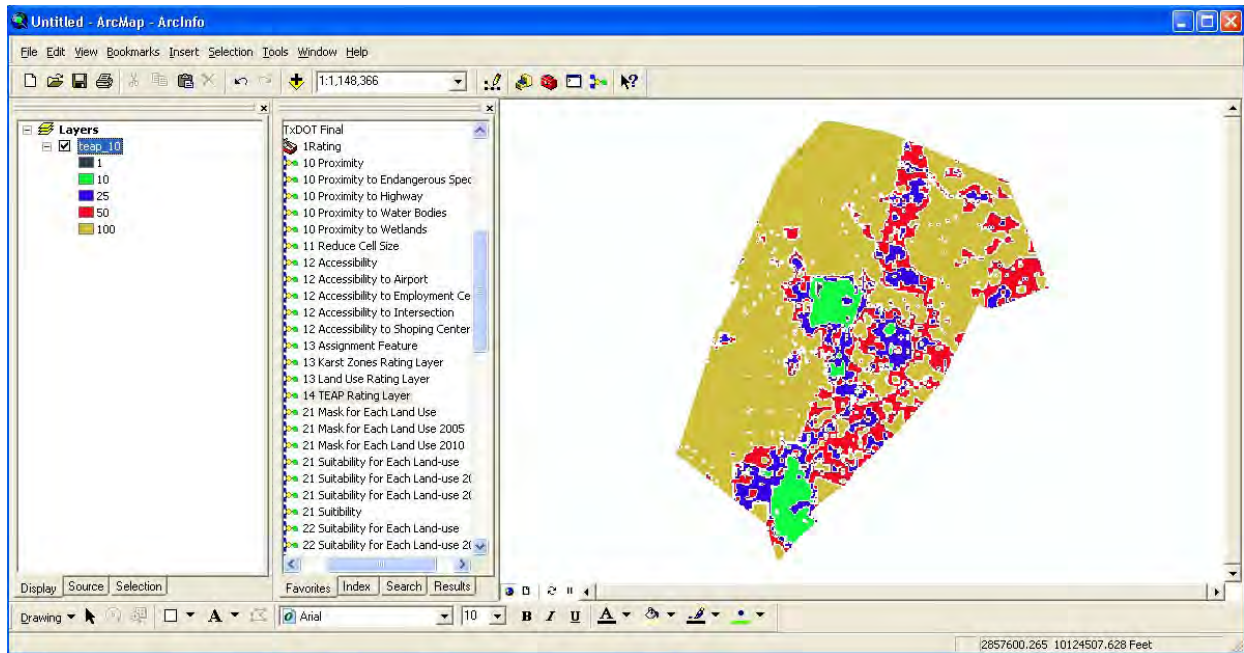 Untitled - ArcMap - ArcInfo
File Edit View Bookmarks Insert Selection Tools Window Help
1:1,148,366
Layers
teap_10
1
10
25
50
100
TxDOT Final
1Rating
10 Proximity
10 Proximity to Endangerous Spec
10 Proximity to Highway
10 Proximity to Water Bodies
10 Proximity to Wetlands
11 Reduce Cell Size
12 Accessibility
12 Accessibility to Airport
12 Accessibility to Employment Ce
12 Accessibility to Intersection
12 Accessibility to Shoping Center
13 Assignment Feature
13 Karst Zones Rating Layer
13 Land Use Rating Layer
14 TEAP Rating Layer
21 Mask for Each Land Use
21 Mask for Each Land Use 2005
21 Mask for Each Land Use 2010
21 Suitability for Each Land-use
21 Suitability for Each Land-use 20
21 Suitability for Each Land-use 20
21 Suitibility
22 Suitability for Each Land-use
22 Suitability for Each Land-use 20
Display Source Selection
Favorites Index Search Results
Drawing A Arial 10 B I U A
2857600.265 10124507.628 Feet